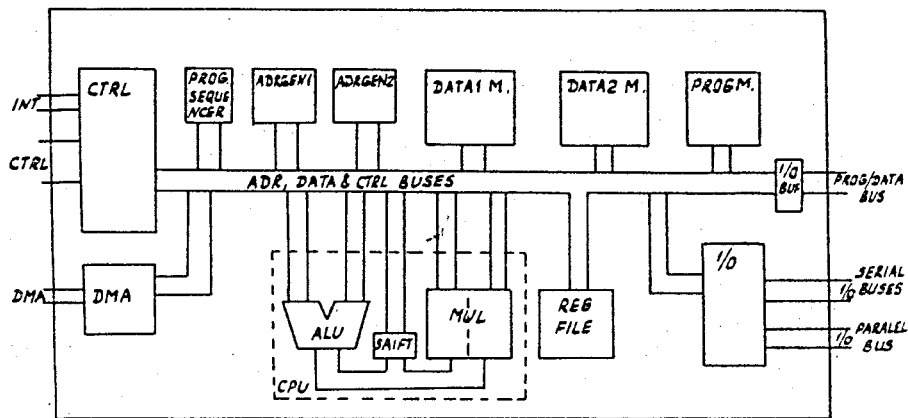 CTRL
PROG.
SEQUE
NCER
ADRGEN1
ADRGEN2
DATA1 M.
DATA2 M.
PROGM.
INT
CTRL
ADR, DATA & CTRL BUSES
I/O
BUF
PROG/DATA
BUS
DMA
DMA
ALU
SHIFT
MUL
CPU
REG
FILE
I/O
SERIAL
I/O BUSES
PARALEL
I/O BUS